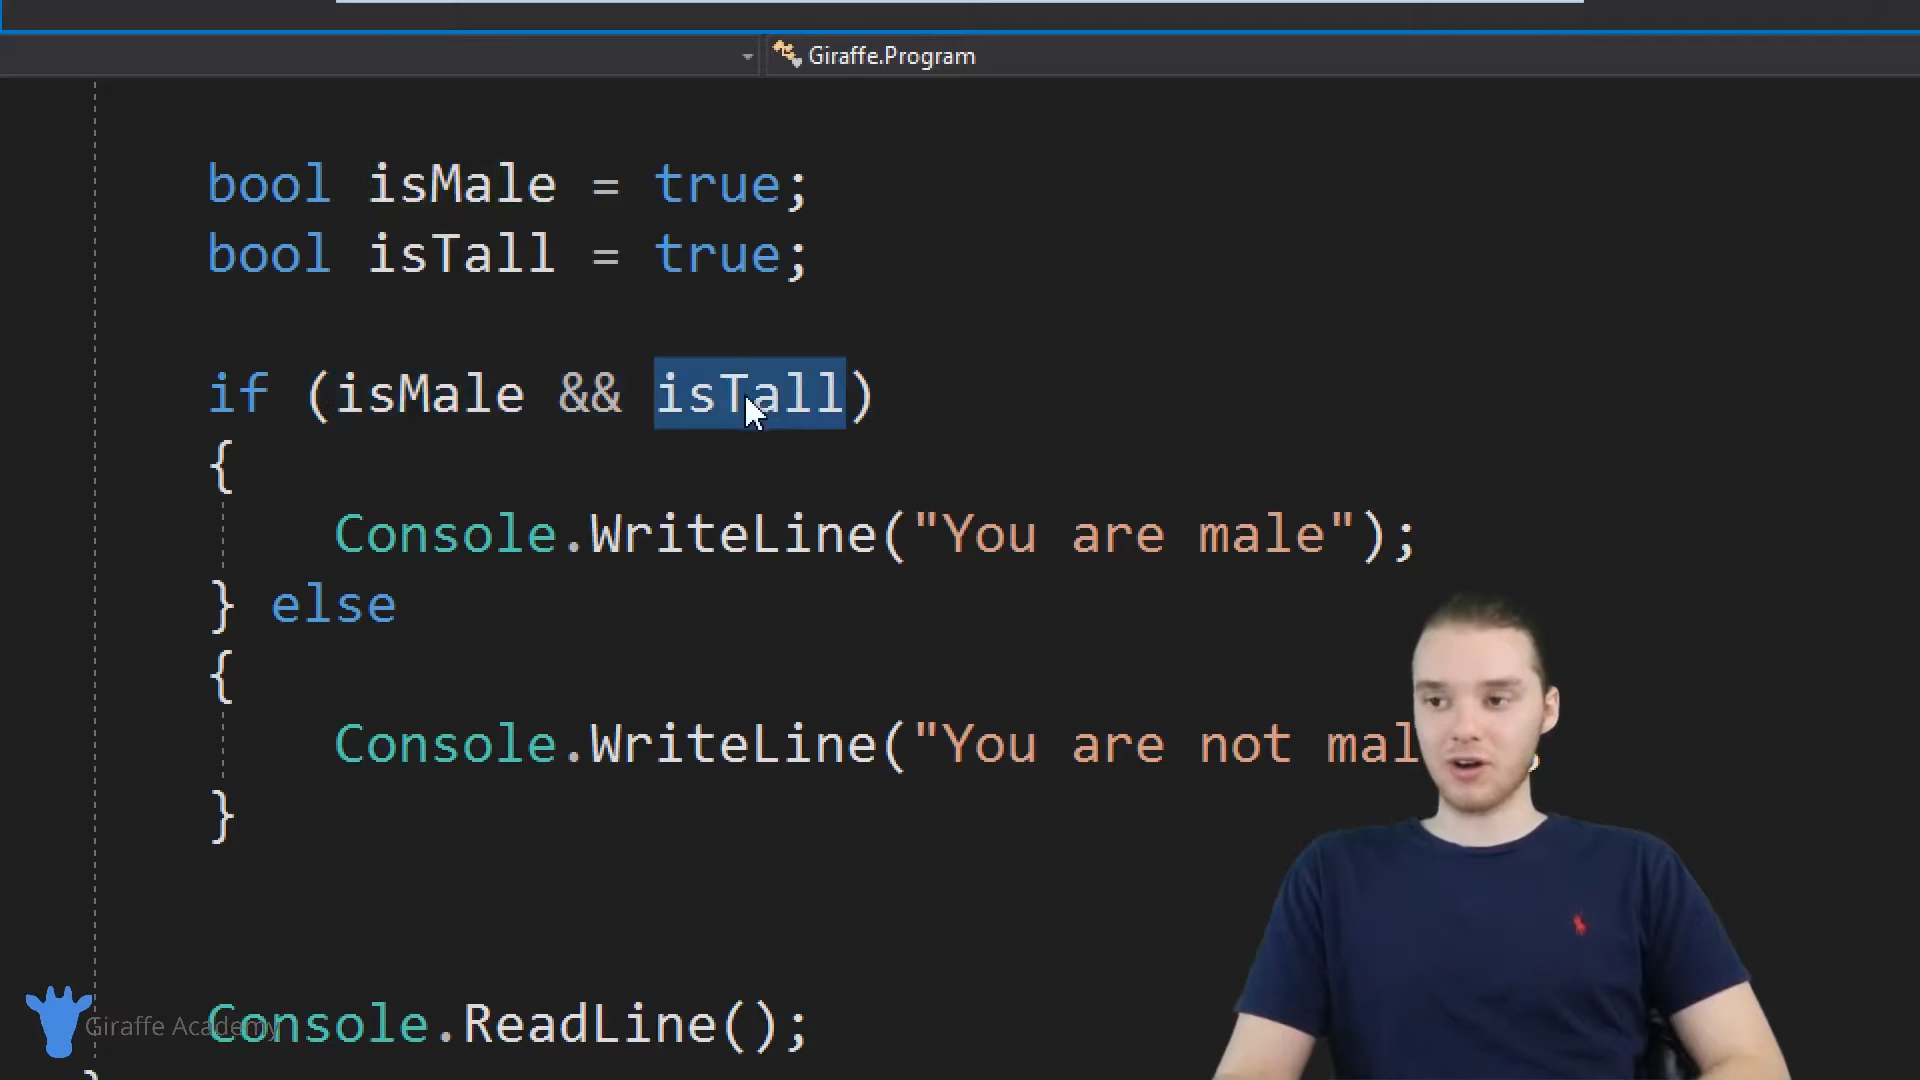 Giraffe.Program
bool isMale = true;
bool isTall = true;
if (isMale && isTall)
{
Console.WriteLine("You are male");
} else
{
Console.WriteLine("You are not mal
}
Console.ReadLine();
Giraffe Academy